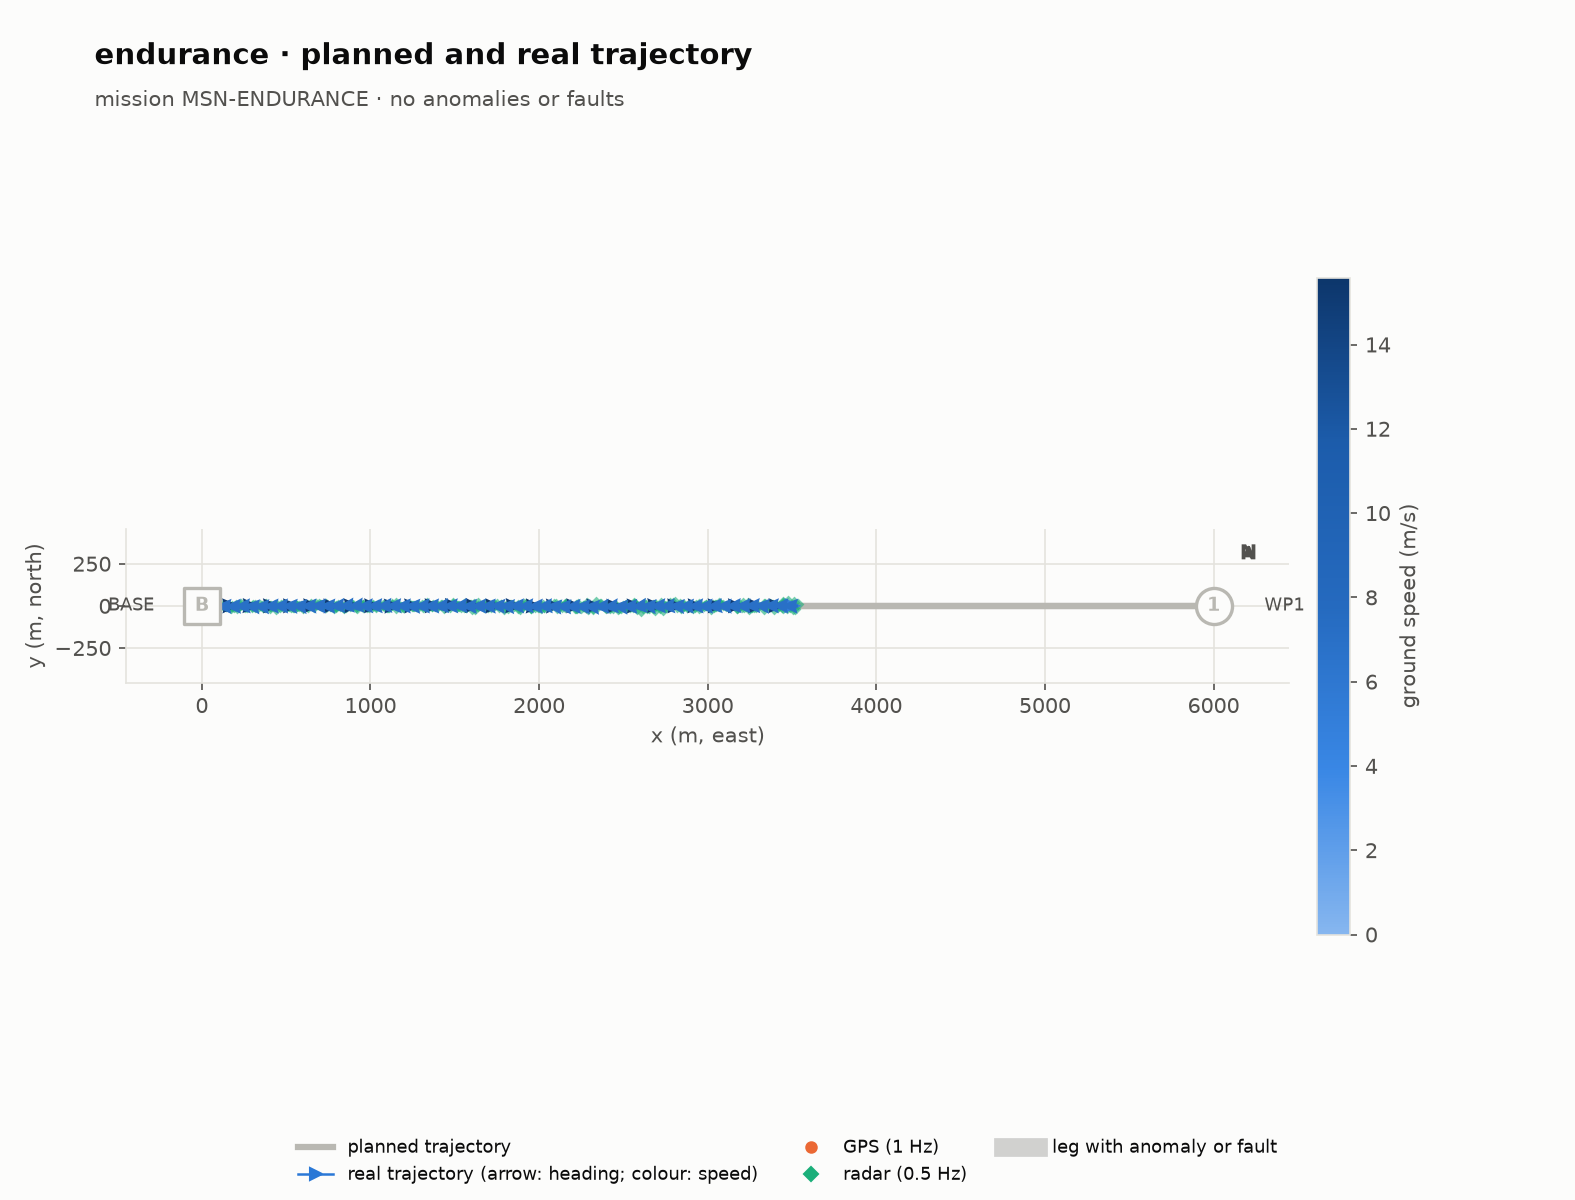 endurance · planned and real trajectory
mission MSN-ENDURANCE · no anomalies or faults
14
12
10
8
6
4
2
0
ground speed (m/s)
y (m, north)
250
0
−250
BASE
B
1
WP1
0
1000
2000
3000
4000
5000
6000
x (m, east)
planned trajectory
real trajectory (arrow: heading; colour: speed)
GPS (1 Hz)
radar (0.5 Hz)
leg with anomaly or fault